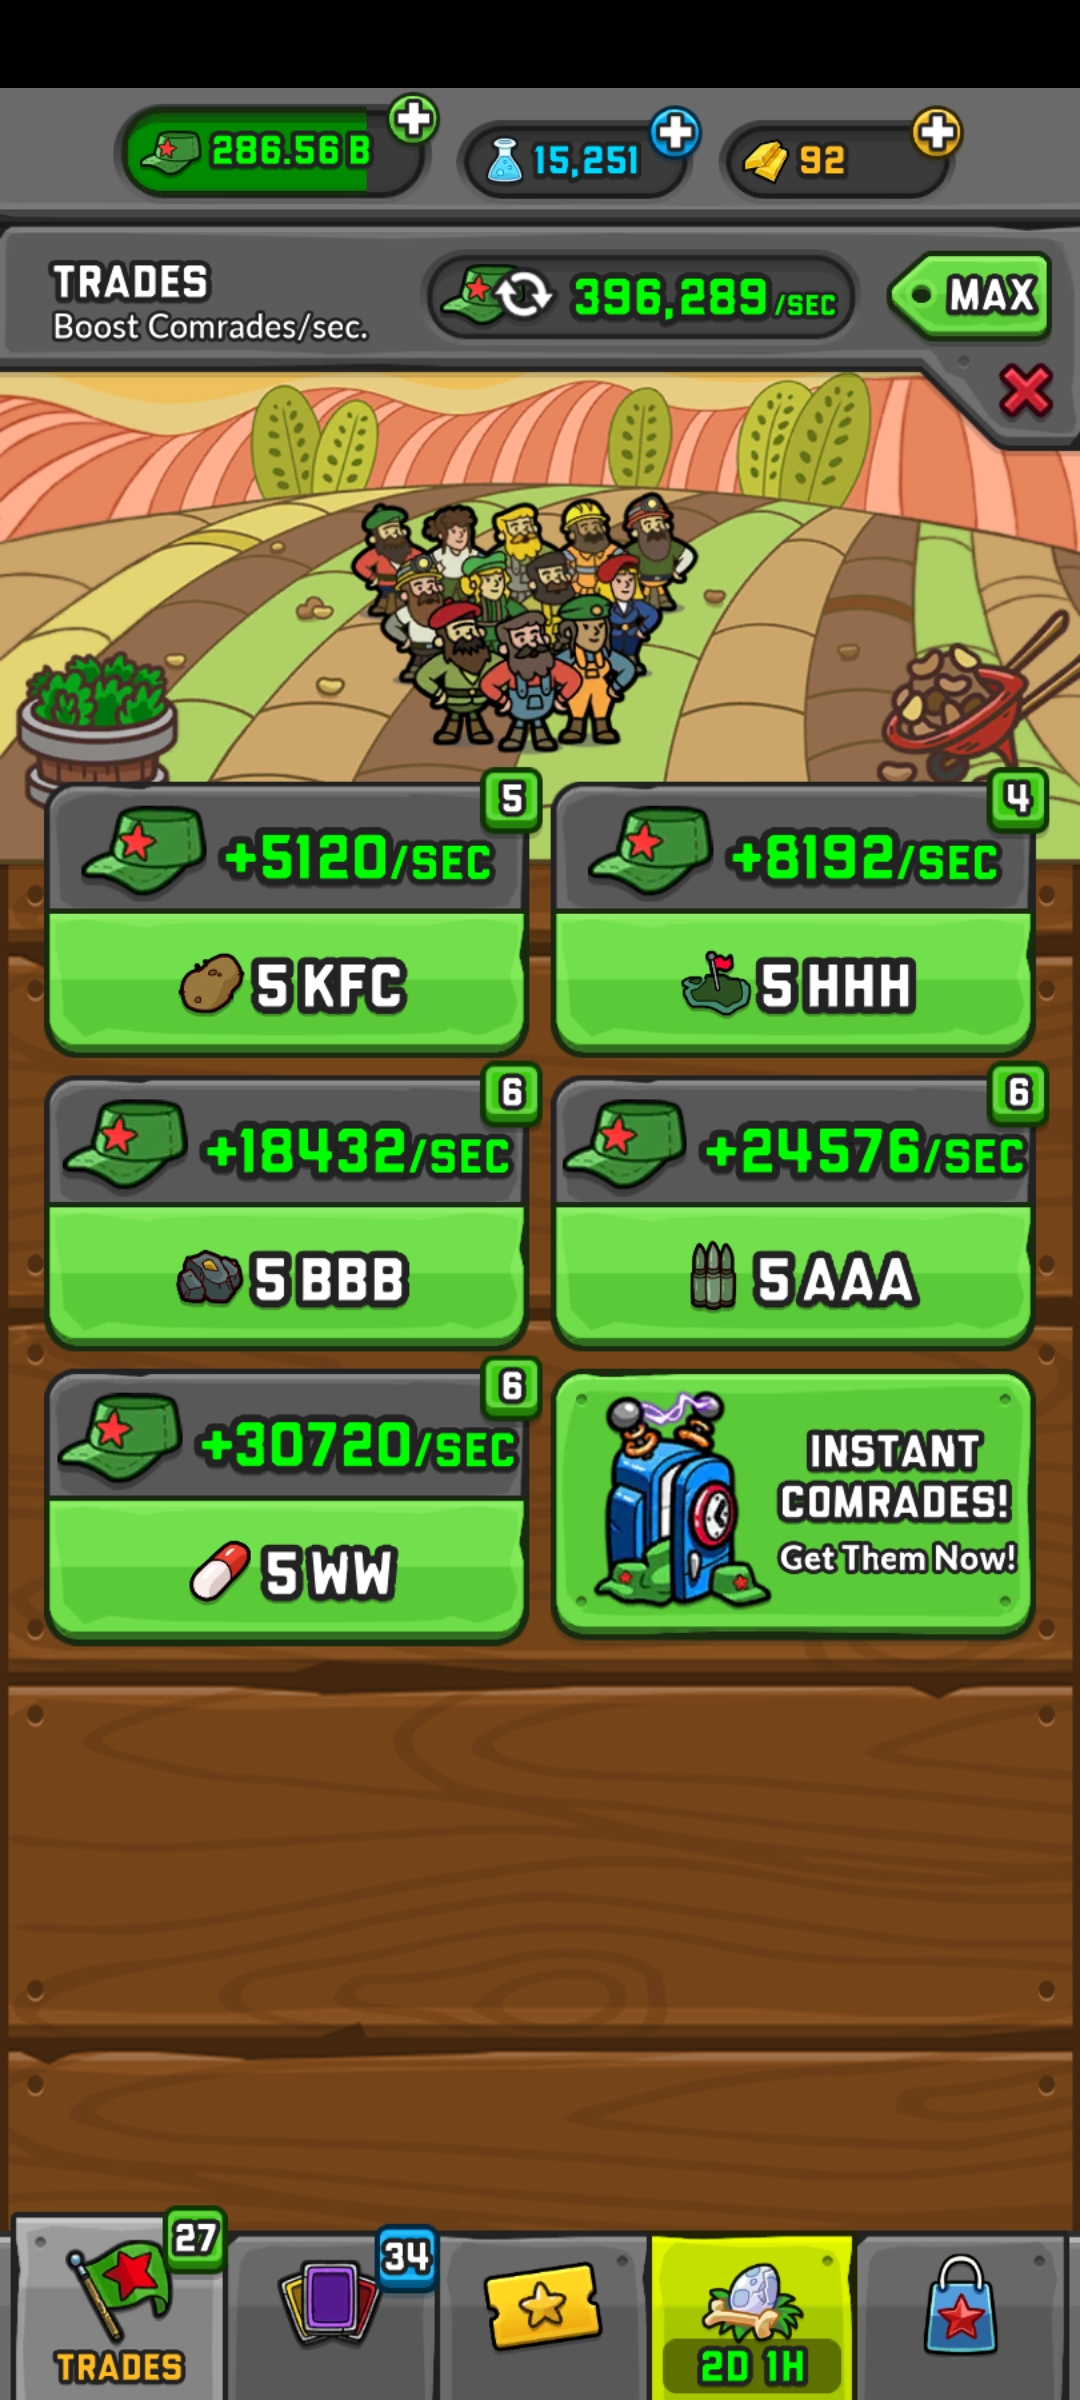 286.56 B
15,251
92
TRADES
Boost Comrades/sec.
396,289/SEC
MAX
5
+5120/SEC
5 KFC
4
+8192/SEC
5 HHH
6
+18432/SEC
5 BBB
6
+24576/SEC
5 AAA
6
+30720/SEC
5 WW
INSTANT
COMRADES!
Get Them Now!
27
TRADES
34
2D 1H